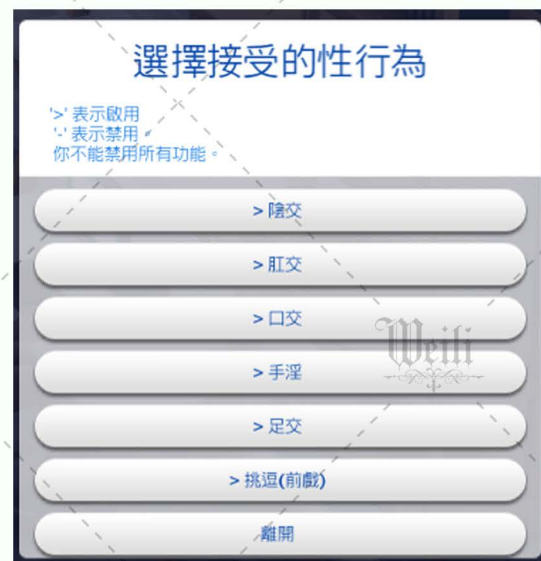 選擇接受的性行為
'>' 表示啟用
'-' 表示禁用。
你不能禁用所有功能。
> 陰交
> 肛交
> 口交
Weili
> 手淫
> 足交
> 挑逗(前戲)
離開